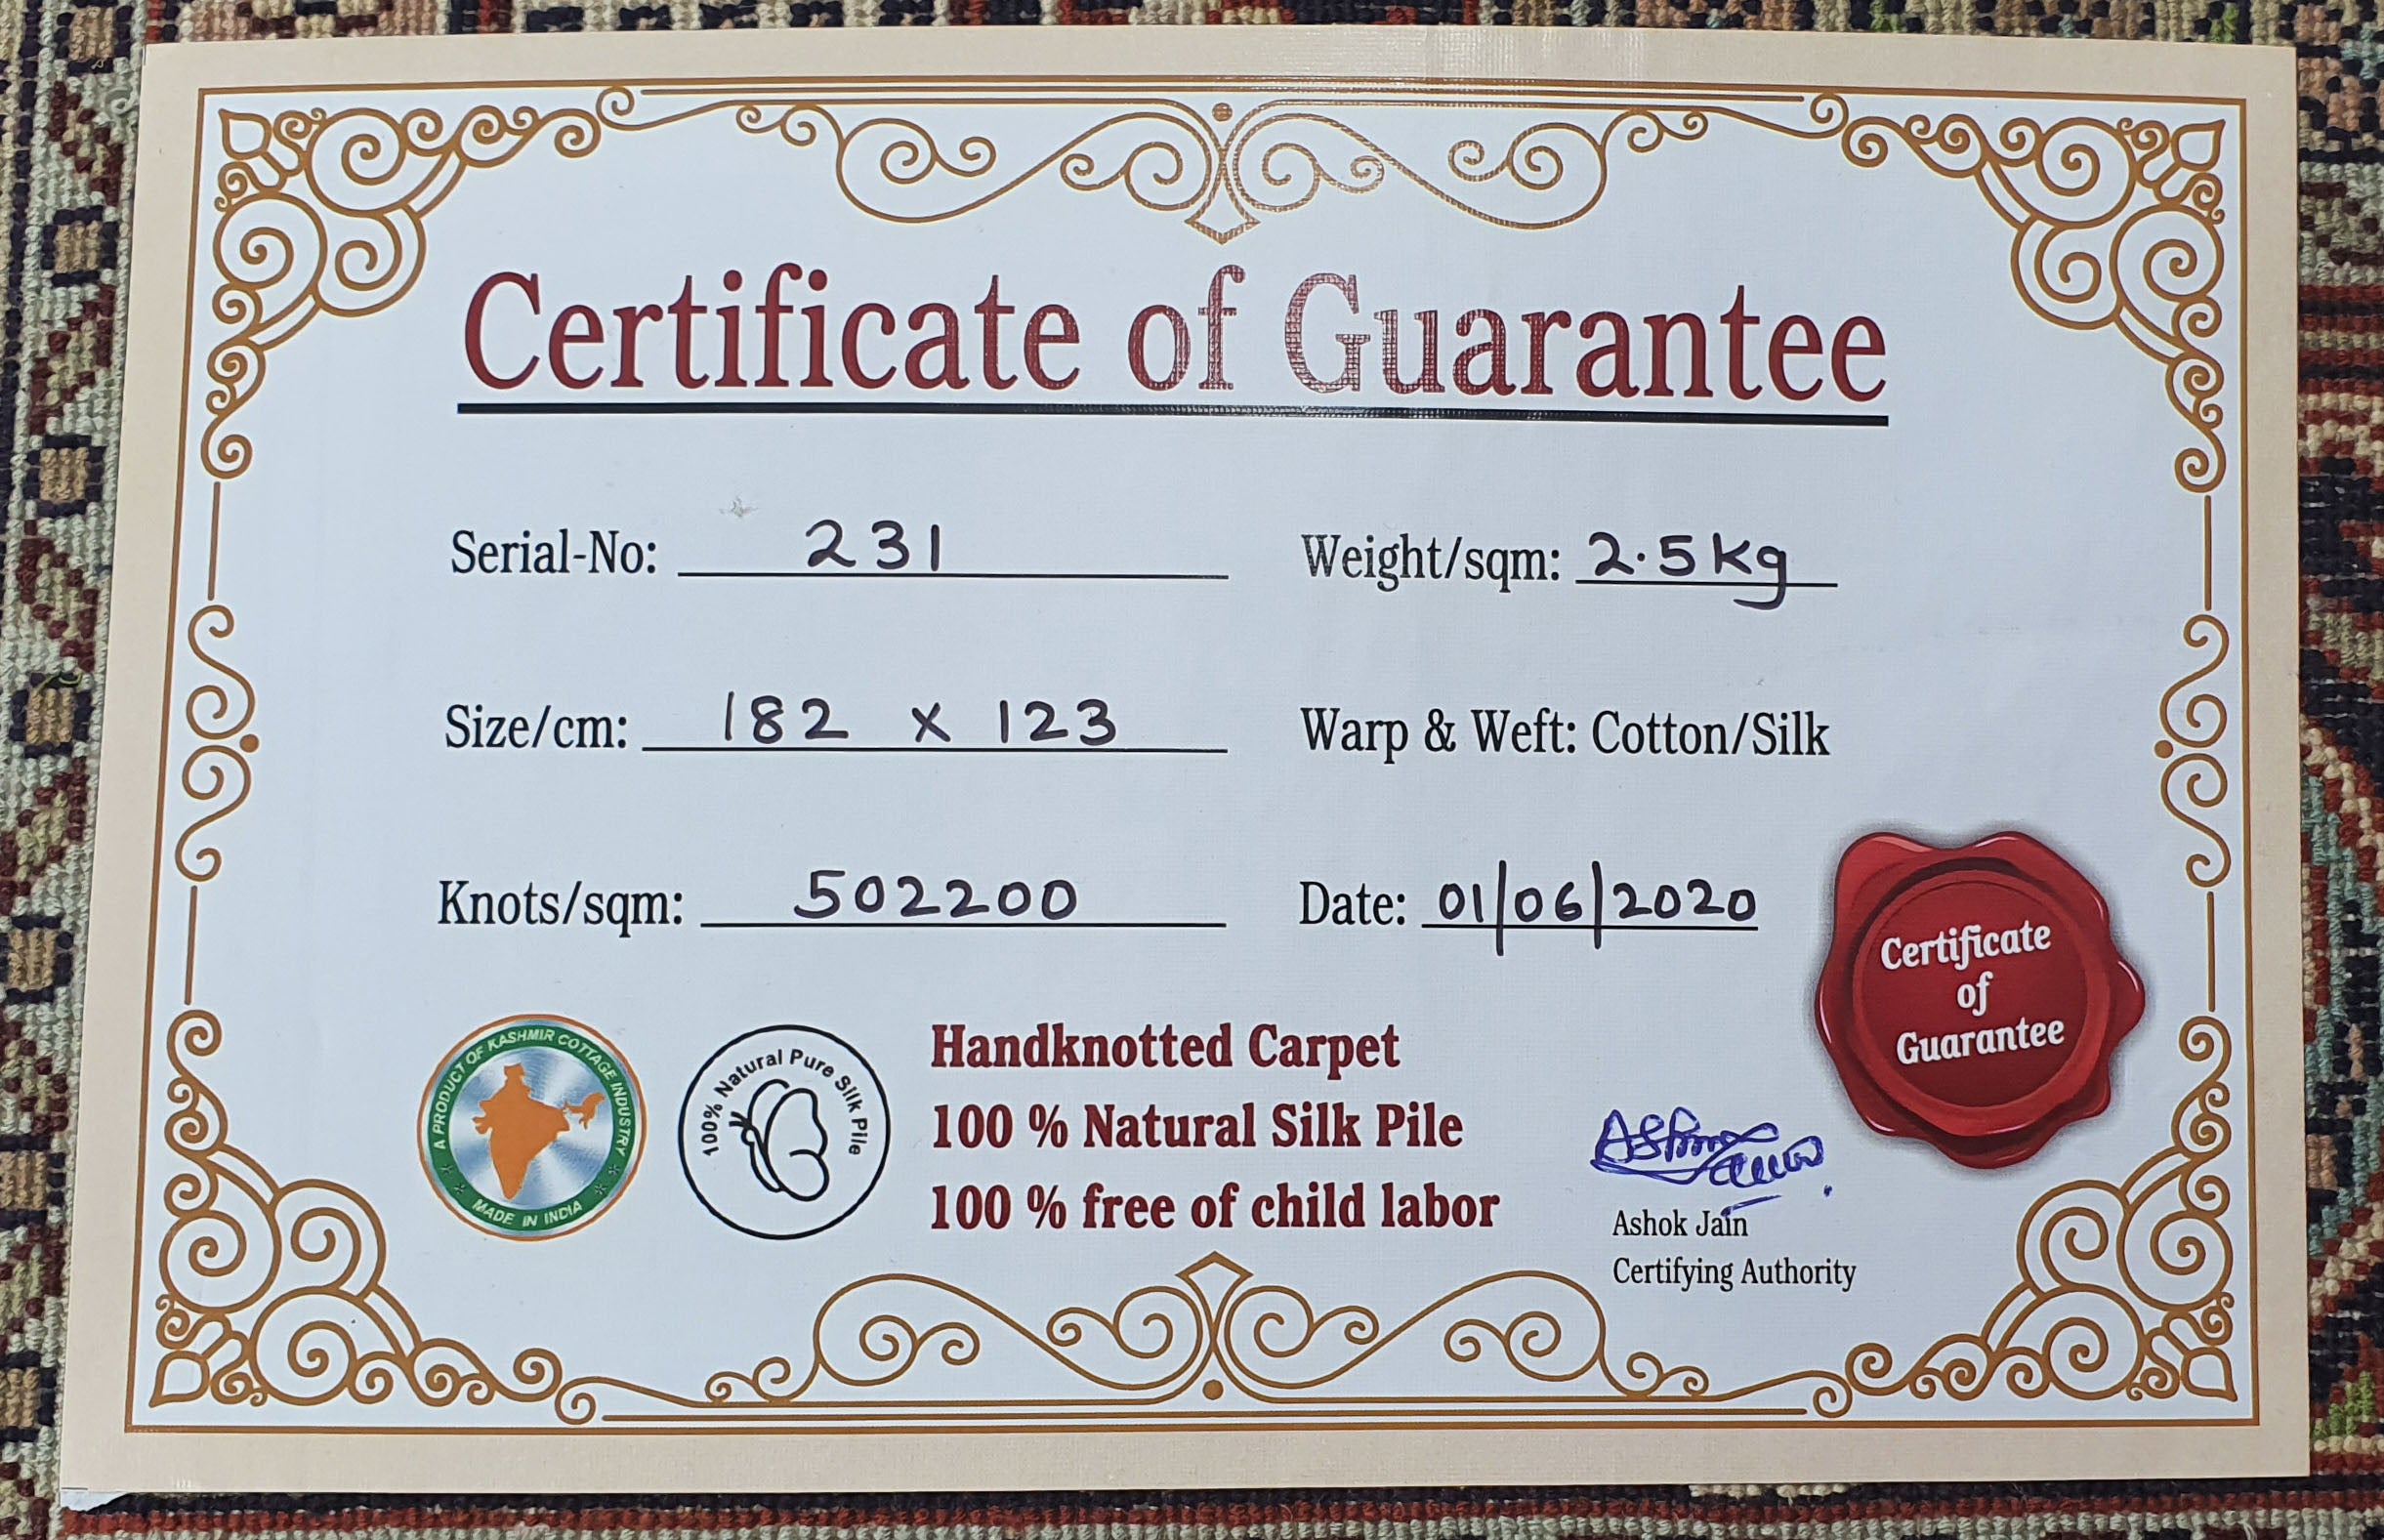 Certificate of Guarantee
Serial-No: 231
Weight/sqm: 2.5 kg
Size/cm: 182 x 123
Warp & Weft: Cotton/Silk
Knots/sqm: 502200
Date: 01/06/2020
Certificate
of
Guarantee
A PRODUCT OF KASHMIR COTTAGE INDUSTRY
MADE IN INDIA
100% Natural Pure Silk Pile
Handknotted Carpet
100 % Natural Silk Pile
100 % free of child labor
Ashok Jain
Certifying Authority